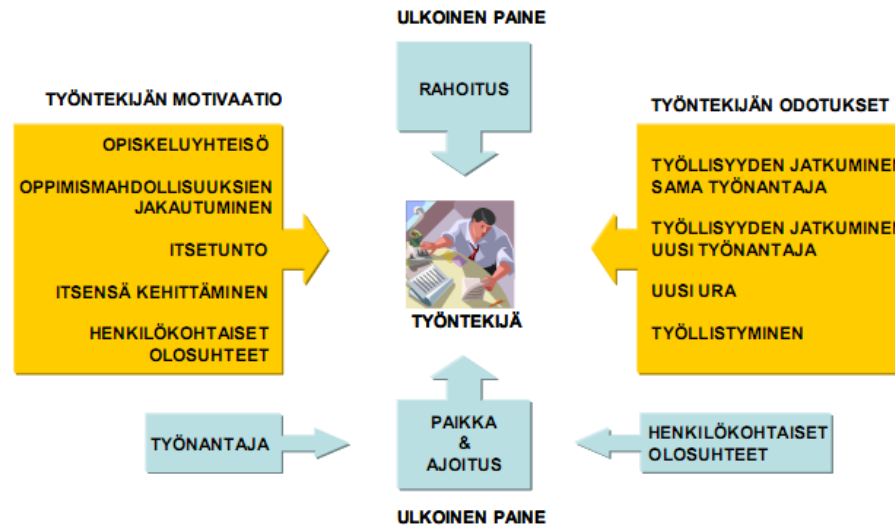 ULKOINEN PAINE
RAHOITUS
TYÖNTEKIJÄN MOTIVAATIO
OPISKELUYHTEISÖ
OPPIMISMAHDOLLISUUKSIEN
JAKAUTUMINEN
ITSETUNTO
ITSENSÄ KEHITTÄMINEN
HENKILÖKOHTAISET
OLOSUHTEET
TYÖNTEKIJÄ
TYÖNTEKIJÄN ODOTUKSET
TYÖLLISYYDEN JATKUMINEN
SAMA TYÖNANTAJA
TYÖLLISYYDEN JATKUMINEN
UUSI TYÖNANTAJA
UUSI URA
TYÖLLISTYMINEN
TYÖNANTAJA
PAIKKA
&
AJOITUS
HENKILÖKOHTAISET
OLOSUHTEET
ULKOINEN PAINE